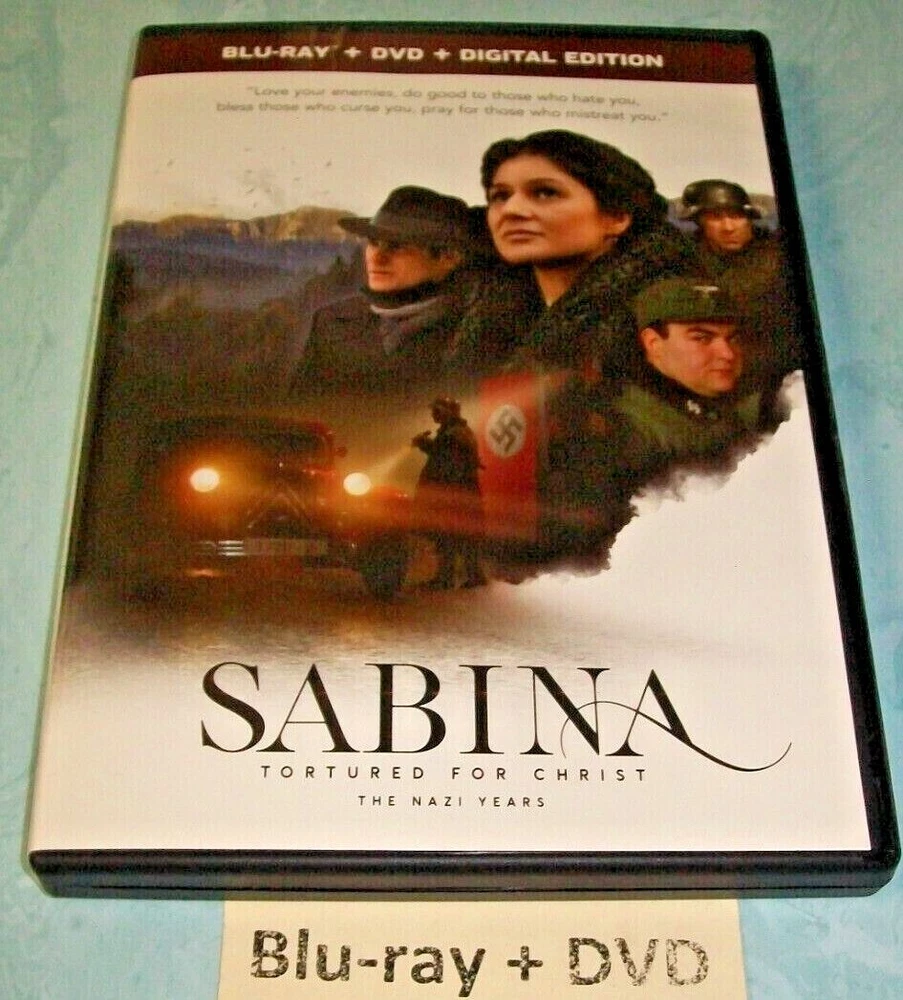 BLU-RAY + DVD + DIGITAL EDITION
"Love your enemies, do good to those who hate you,
bless those who curse you, pray for those who mistreat you."
SABINA
TORTURED FOR CHRIST
THE NAZI YEARS
Blu-ray + DVD